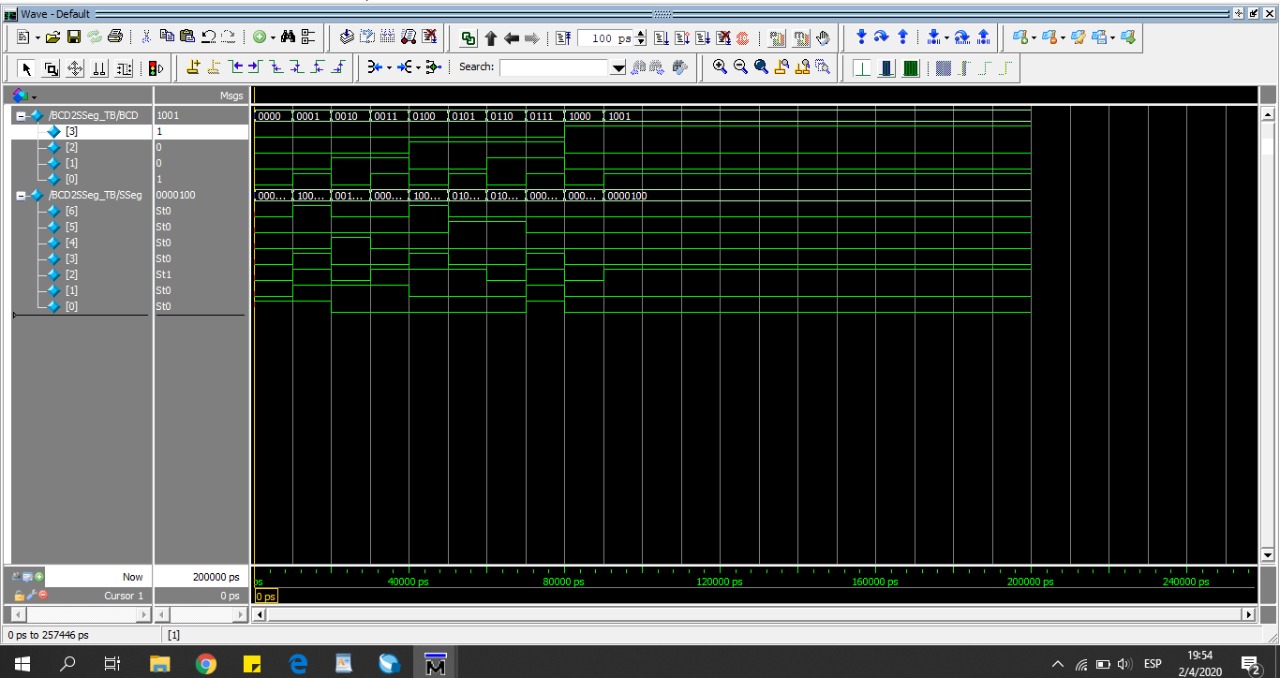 Wave - Default
100 ps
Search:
Msgs
/BCD2SSeg_TB/BCD 1001 0000 0001 0010 0011 0100 0101 0110 0111 1000 1001
[3] 1
[2] 0
[1] 0
[0] 1
/BCD2SSeg_TB/SSeg 0000100 000... 100... 001... 000... 100... 010... 010... 000... 000... 0000100
[6] St0
[5] St0
[4] St0
[3] St0
[2] St1
[1] St0
[0] St0
Now 200000 ps ps 40000 ps 80000 ps 120000 ps 160000 ps 200000 ps 240000 ps
Cursor 1 0 ps 0 ps
0 ps to 257446 ps [1]
ESP
19:54
2/4/2020
2